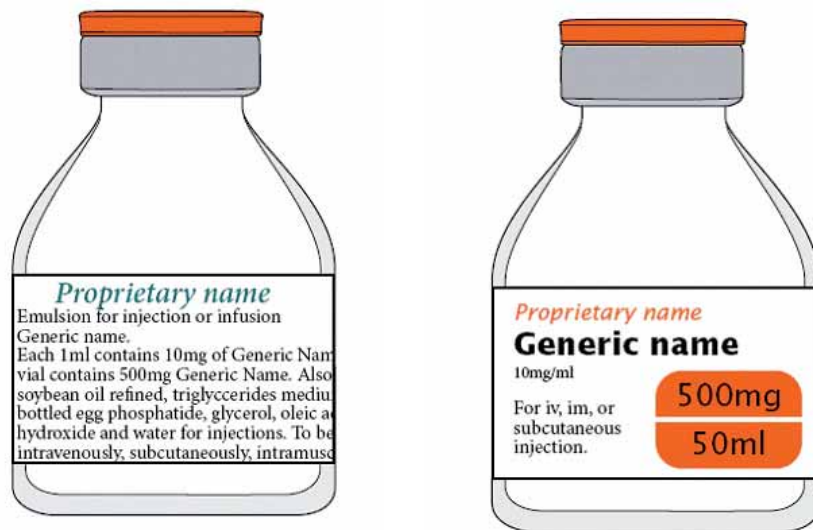 Proprietary name
Emulsion for injection or infusion
Generic name.
Each 1ml contains 10mg of Generic Nam
vial contains 500mg Generic Name. Also
soybean oil refined, triglyccerides mediu
bottled egg phosphatide, glycerol, oleic a
hydroxide and water for injections. To be
intravenously, subcutaneously, intramusc
Proprietary name
Generic name
10mg/ml
For iv, im, or
subcutaneous
injection.
500mg
50ml